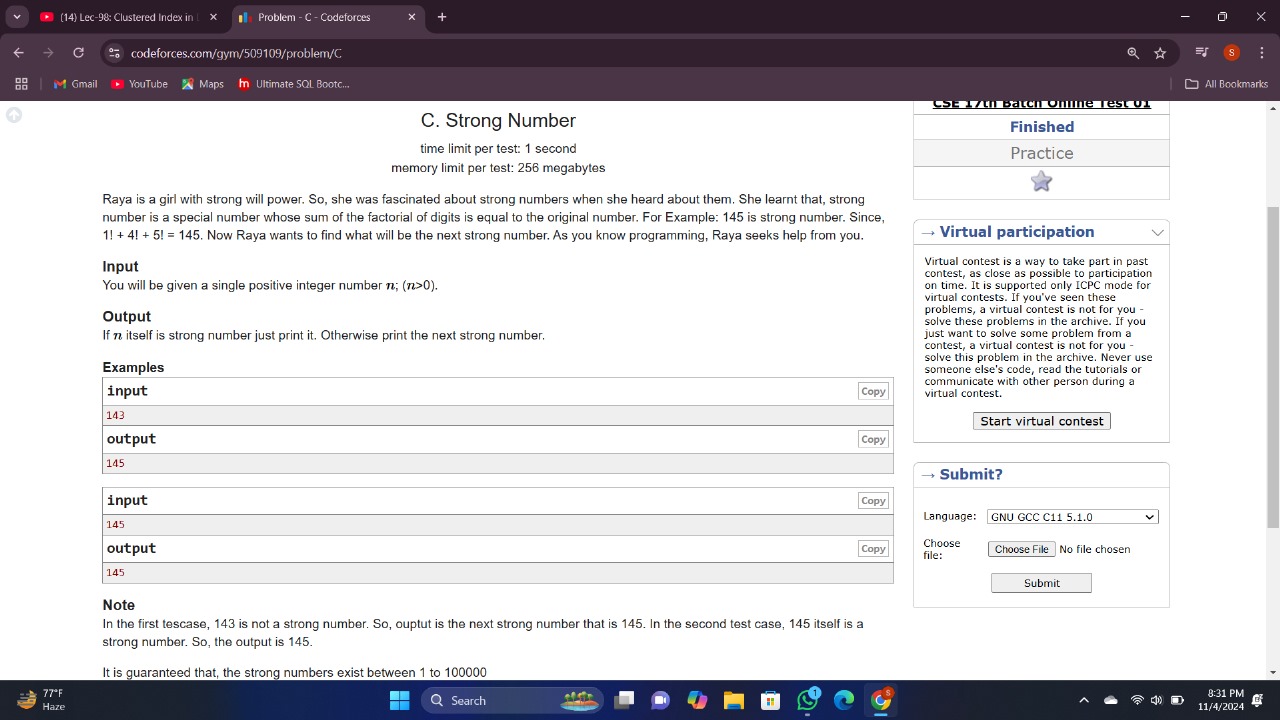 (14) Lec-98: Clustered Index in
Problem - C - Codeforces
codeforces.com/gym/509109/problem/C
S
Gmail
YouTube
Maps
Ultimate SQL Bootc...
All Bookmarks
C. Strong Number
time limit per test: 1 second
memory limit per test: 256 megabytes
Raya is a girl with strong will power. So, she was fascinated about strong numbers when she heard about them. She learnt that, strong
number is a special number whose sum of the factorial of digits is equal to the original number. For Example: 145 is strong number. Since,
1! + 4! + 5! = 145. Now Raya wants to find what will be the next strong number. As you know programming, Raya seeks help from you.
Input
You will be given a single positive integer number n; (n>0).
Output
If n itself is strong number just print it. Otherwise print the next strong number.
Examples
input
Copy
143
output
Copy
145
input
Copy
145
output
Copy
145
Note
In the first tescase, 143 is not a strong number. So, ouptut is the next strong number that is 145. In the second test case, 145 itself is a
strong number. So, the output is 145.
It is guaranteed that, the strong numbers exist between 1 to 100000
CSE 17th Batch Online Test 01
Finished
Practice
→ Virtual participation
Virtual contest is a way to take part in past
contest, as close as possible to participation
on time. It is supported only ICPC mode for
virtual contests. If you've seen these
problems, a virtual contest is not for you -
solve these problems in the archive. If you
just want to solve some problem from a
contest, a virtual contest is not for you -
solve this problem in the archive. Never use
someone else's code, read the tutorials or
communicate with other person during a
virtual contest.
Start virtual contest
→ Submit?
Language:
GNU GCC C11 5.1.0
Choose
file:
Choose File No file chosen
Submit
77°F
Haze
Search
1
S
8:31 PM
11/4/2024